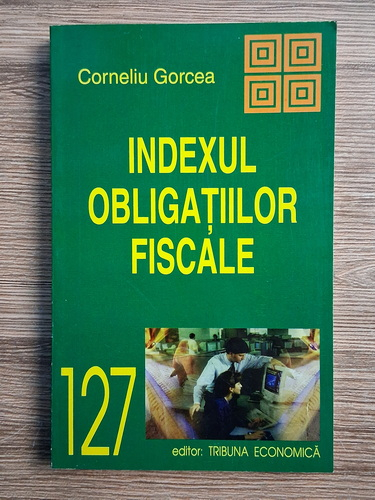 Corneliu Gorcea
INDEXUL
OBLIGAȚIILOR
FISCALE
127
editor: TRIBUNA ECONOMICĂ